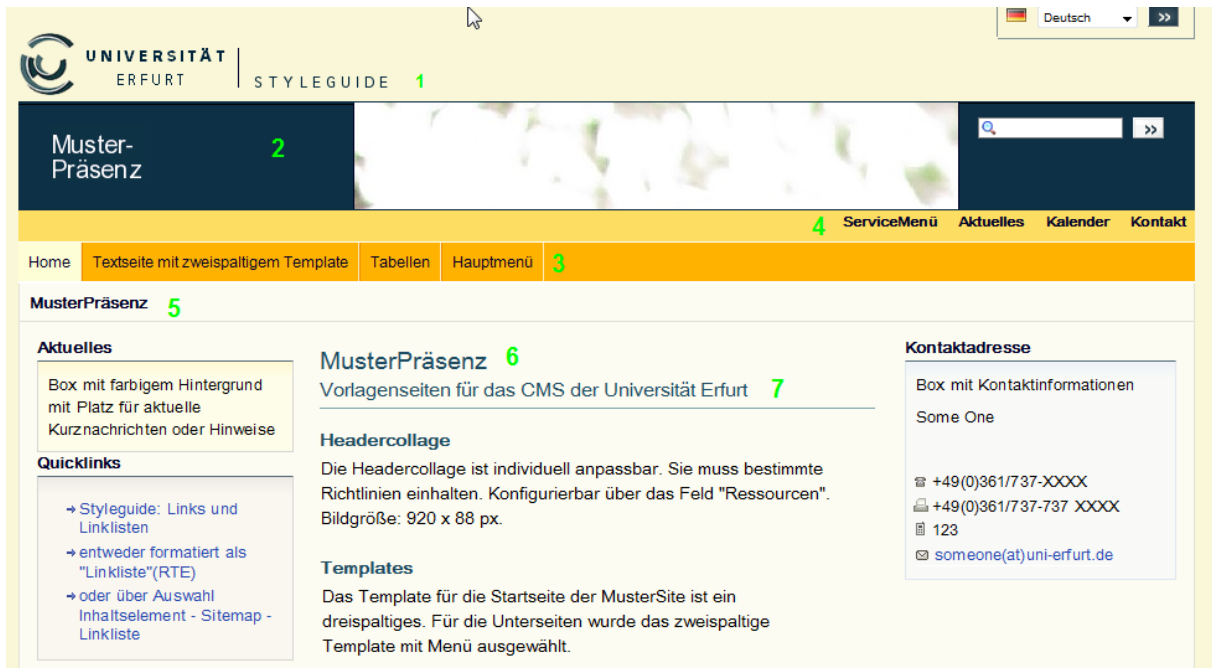 Deutsch >>
UNIVERSITÄT
ERFURT
STYLEGUIDE 1
Muster-
Präsenz
2
>>
4 ServiceMenü Aktuelles Kalender Kontakt
Home Textseite mit zweispaltigem Template Tabellen Hauptmenü 3
MusterPräsenz 5
Aktuelles
Box mit farbigem Hintergrund
mit Platz für aktuelle
Kurznachrichten oder Hinweise
Quicklinks
Styleguide: Links und
Linklisten
entweder formatiert als
"Linkliste"(RTE)
oder über Auswahl
Inhaltselement - Sitemap -
Linkliste
MusterPräsenz 6
Vorlagenseiten für das CMS der Universität Erfurt 7
Headercollage
Die Headercollage ist individuell anpassbar. Sie muss bestimmte
Richtlinien einhalten. Konfigurierbar über das Feld "Ressourcen".
Bildgröße: 920 x 88 px.
Templates
Das Template für die Startseite der MusterSite ist ein
dreispaltiges. Für die Unterseiten wurde das zweispaltige
Template mit Menü ausgewählt.
Kontaktadresse
Box mit Kontaktinformationen
Some One
+49(0)361/737-XXXX
+49(0)361/737-737 XXXX
123
someone(at)uni-erfurt.de